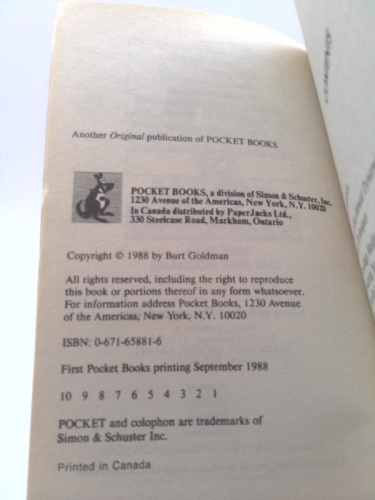 Another Original publication of POCKET BOOKS
POCKET BOOKS, a division of Simon & Schuster, Inc.
1230 Avenue of the Americas, New York, N.Y. 10020
In Canada distributed by PaperJacks Ltd.,
330 Steelcase Road, Markham, Ontario
Copyright © 1988 by Burt Goldman
All rights reserved, including the right to reproduce
this book or portions thereof in any form whatsoever.
For information address Pocket Books, 1230 Avenue
of the Americas, New York, N.Y. 10020
ISBN: 0-671-65881-6
First Pocket Books printing September 1988
10 9 8 7 6 5 4 3 2 1
POCKET and colophon are trademarks of
Simon & Schuster Inc.
Printed in Canada